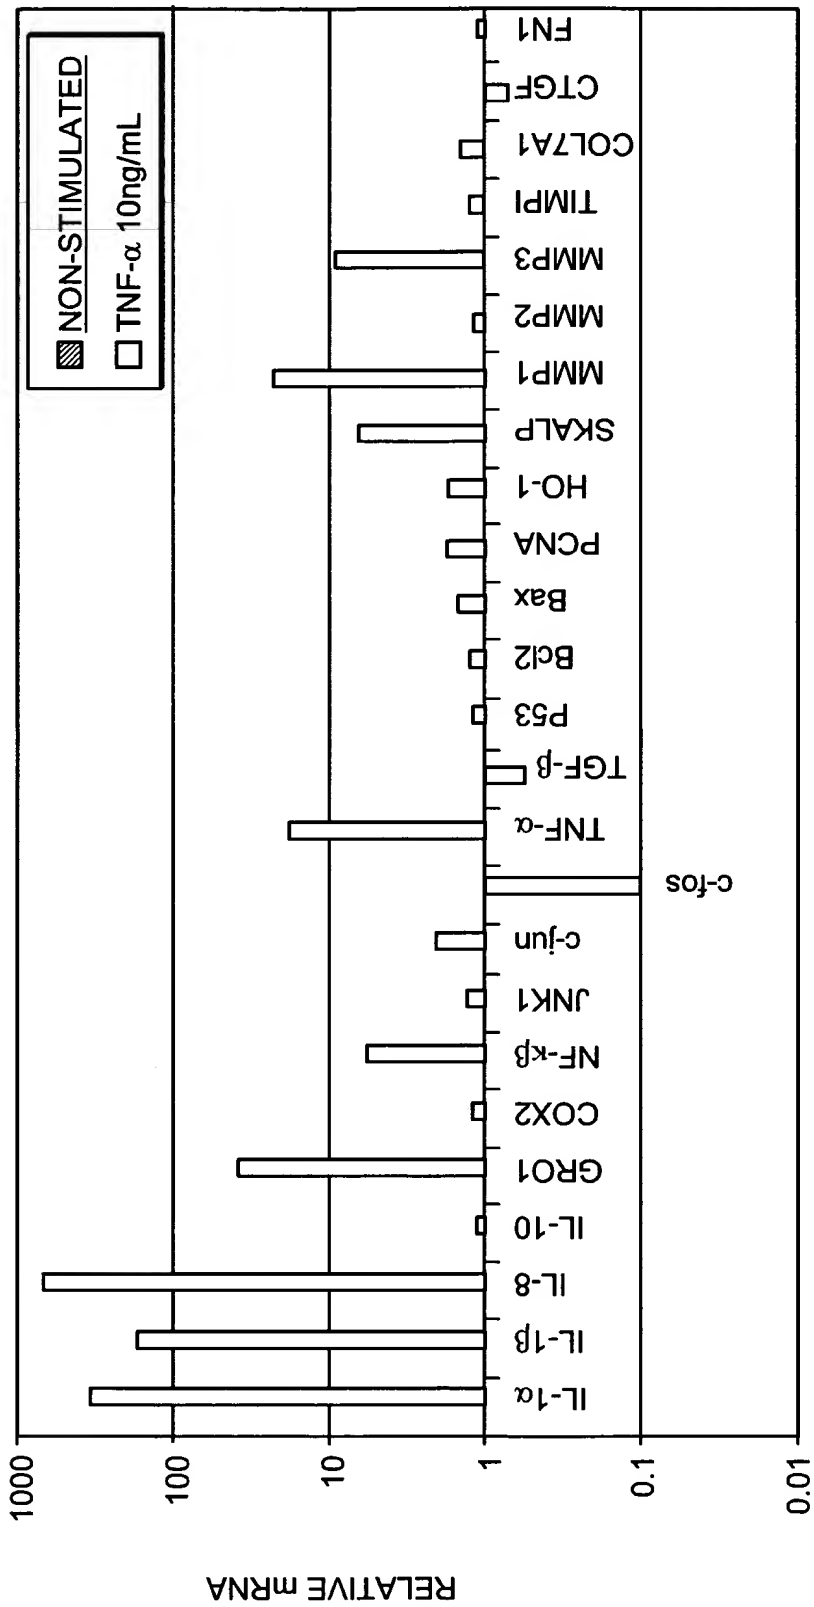 NON-STIMULATED
TNF-α 10ng/mL
RELATIVE mRNA
1000
100
10
1
0.1
0.01
IL-1α
IL-1β
IL-8
IL-10
GRO1
COX2
NF-κβ
JNK1
c-jun
c-fos
TNF-α
TGF-β
P53
Bcl2
Bax
PCNA
HO-1
SKALP
MMP1
MMP2
MMP3
TIMPI
COL7A1
CTGF
FN1